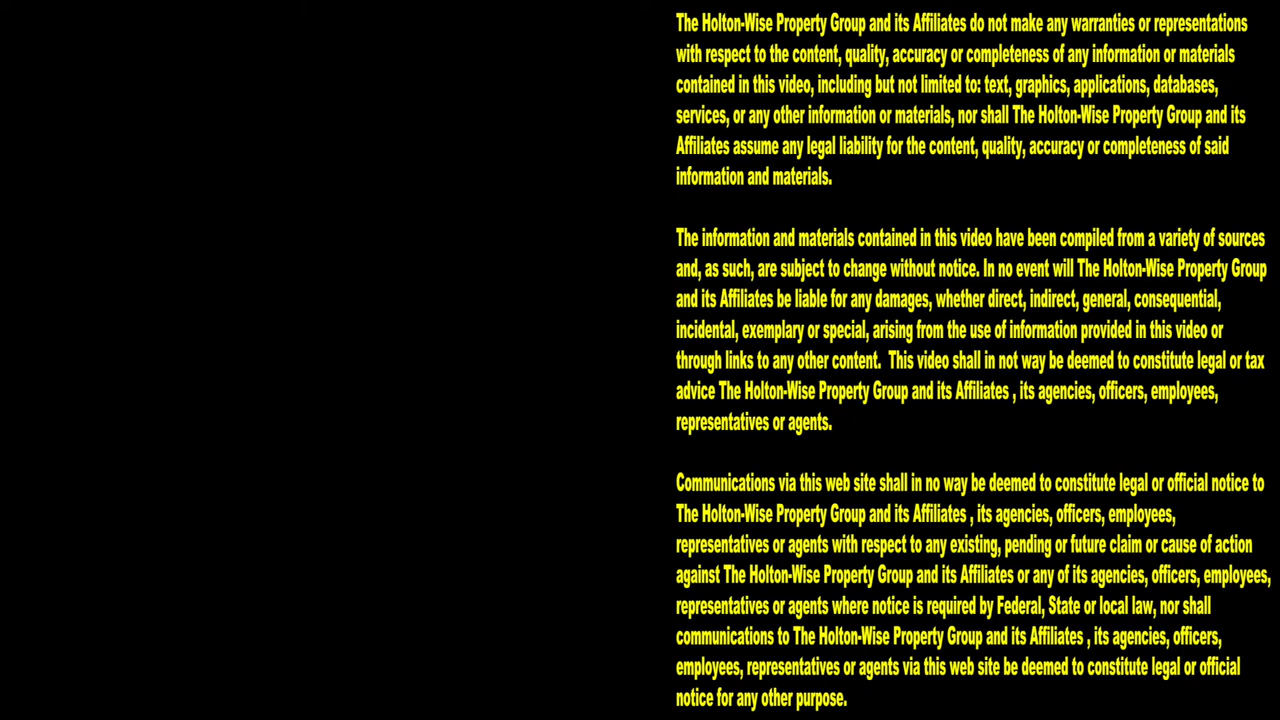 The Holton-Wise Property Group and its Affiliates do not make any warranties or representations
with respect to the content, quality, accuracy or completeness of any information or materials
contained in this video, including but not limited to: text, graphics, applications, databases,
services, or any other information or materials, nor shall The Holton-Wise Property Group and its
Affiliates assume any legal liability for the content, quality, accuracy or completeness of said
information and materials.
The information and materials contained in this video have been compiled from a variety of sources
and, as such, are subject to change without notice. In no event will The Holton-Wise Property Group
and its Affiliates be liable for any damages, whether direct, indirect, general, consequential,
incidental, exemplary or special, arising from the use of information provided in this video or
through links to any other content.  This video shall in not way be deemed to constitute legal or tax
advice The Holton-Wise Property Group and its Affiliates , its agencies, officers, employees,
representatives or agents.
Communications via this web site shall in no way be deemed to constitute legal or official notice to
The Holton-Wise Property Group and its Affiliates , its agencies, officers, employees,
representatives or agents with respect to any existing, pending or future claim or cause of action
against The Holton-Wise Property Group and its Affiliates or any of its agencies, officers, employees,
representatives or agents where notice is required by Federal, State or local law, nor shall
communications to The Holton-Wise Property Group and its Affiliates , its agencies, officers,
employees, representatives or agents via this web site be deemed to constitute legal or official
notice for any other purpose.